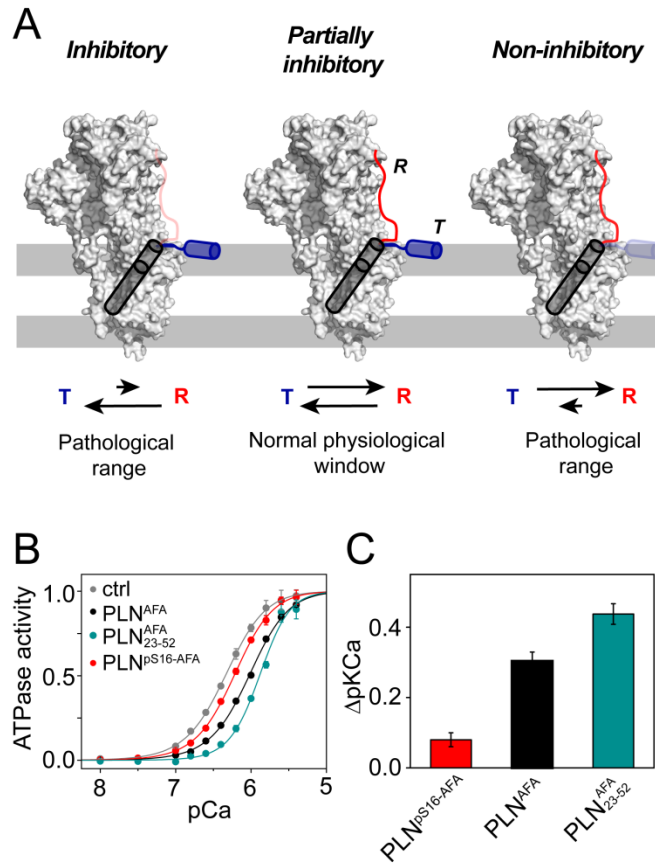 A
Inhibitory
Partially
inhibitory
Non-inhibitory
R
T
T R
T R
T R
Pathological
range
Normal physiological
window
Pathological
range
B
ATPase activity
1.0
0.5
0.0
ctrl
PLN^AFA
PLN^AFA_23-52
PLN^pS16-AFA
8 7 6 5
pCa
C
ΔpKCa
0.4
0.2
0.0
PLN^pS16-AFA
PLN^AFA
PLN^AFA_23-52